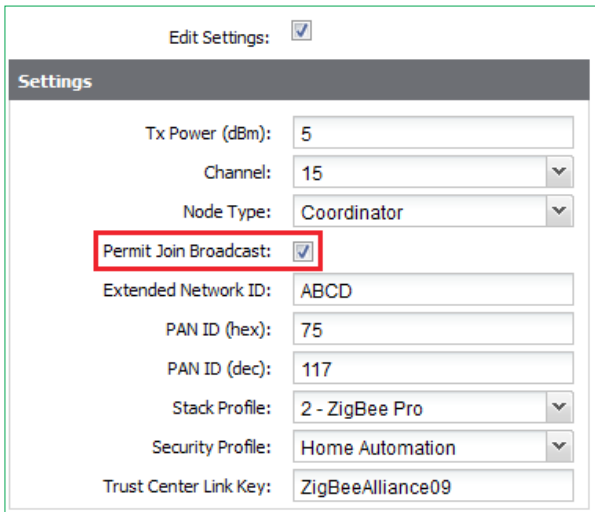 Edit Settings:
Settings
Tx Power (dBm): 5
Channel: 15
Node Type: Coordinator
Permit Join Broadcast:
Extended Network ID: ABCD
PAN ID (hex): 75
PAN ID (dec): 117
Stack Profile: 2 - ZigBee Pro
Security Profile: Home Automation
Trust Center Link Key: ZigBeeAlliance09